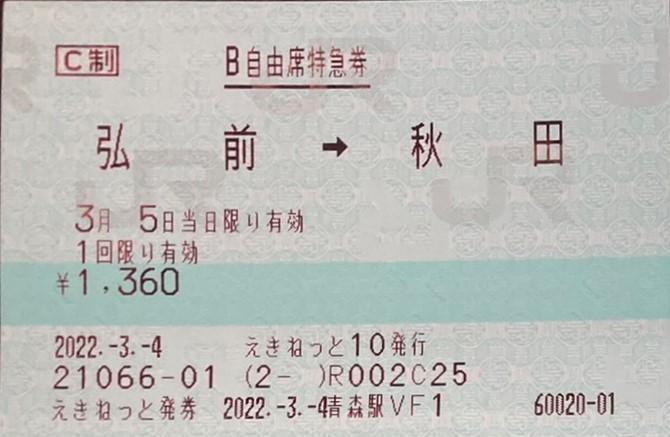 C制 B自由席特急券
弘前 → 秋田
3月 5日当日限り有効
1回限り有効
¥1,360
2022.-3.-4 えきねっと10発行
21066-01 (2- )R002C25
えきねっと発券 2022.-3.-4青森駅VF1 60020-01